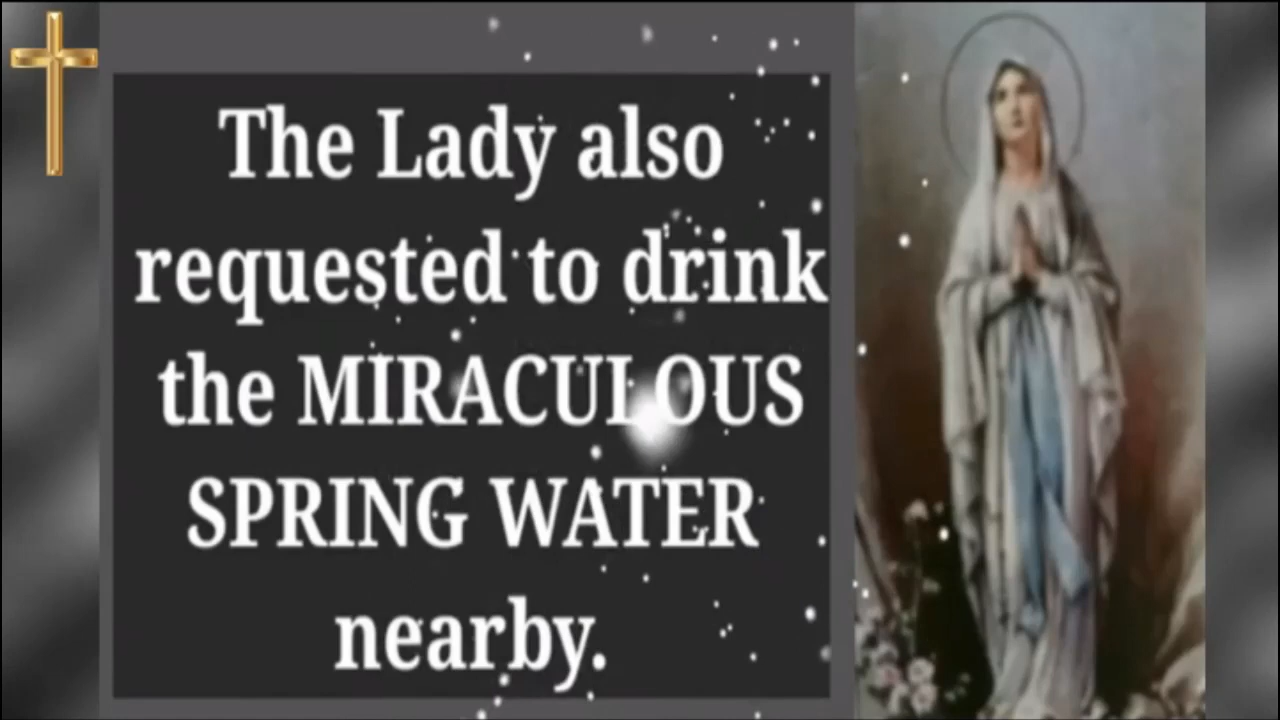 The Lady also
requested to drink
the MIRACULOUS
SPRING WATER
nearby.